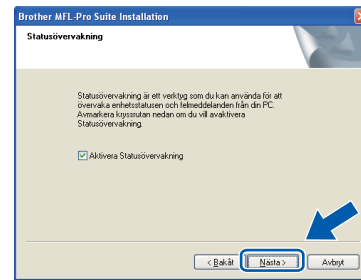 Brother MFL-Pro Suite Installation
Statusövervakning
Statusövervakning är ett verktyg som du kan använda för att
övervaka enhetsstatusen och felmeddelanden från din PC.
Avmarkera kryssrutan nedan om du vill avaktivera
Statusövervakning.
Aktivera Statusövervakning
< Bakåt
Nästa >
Avbryt